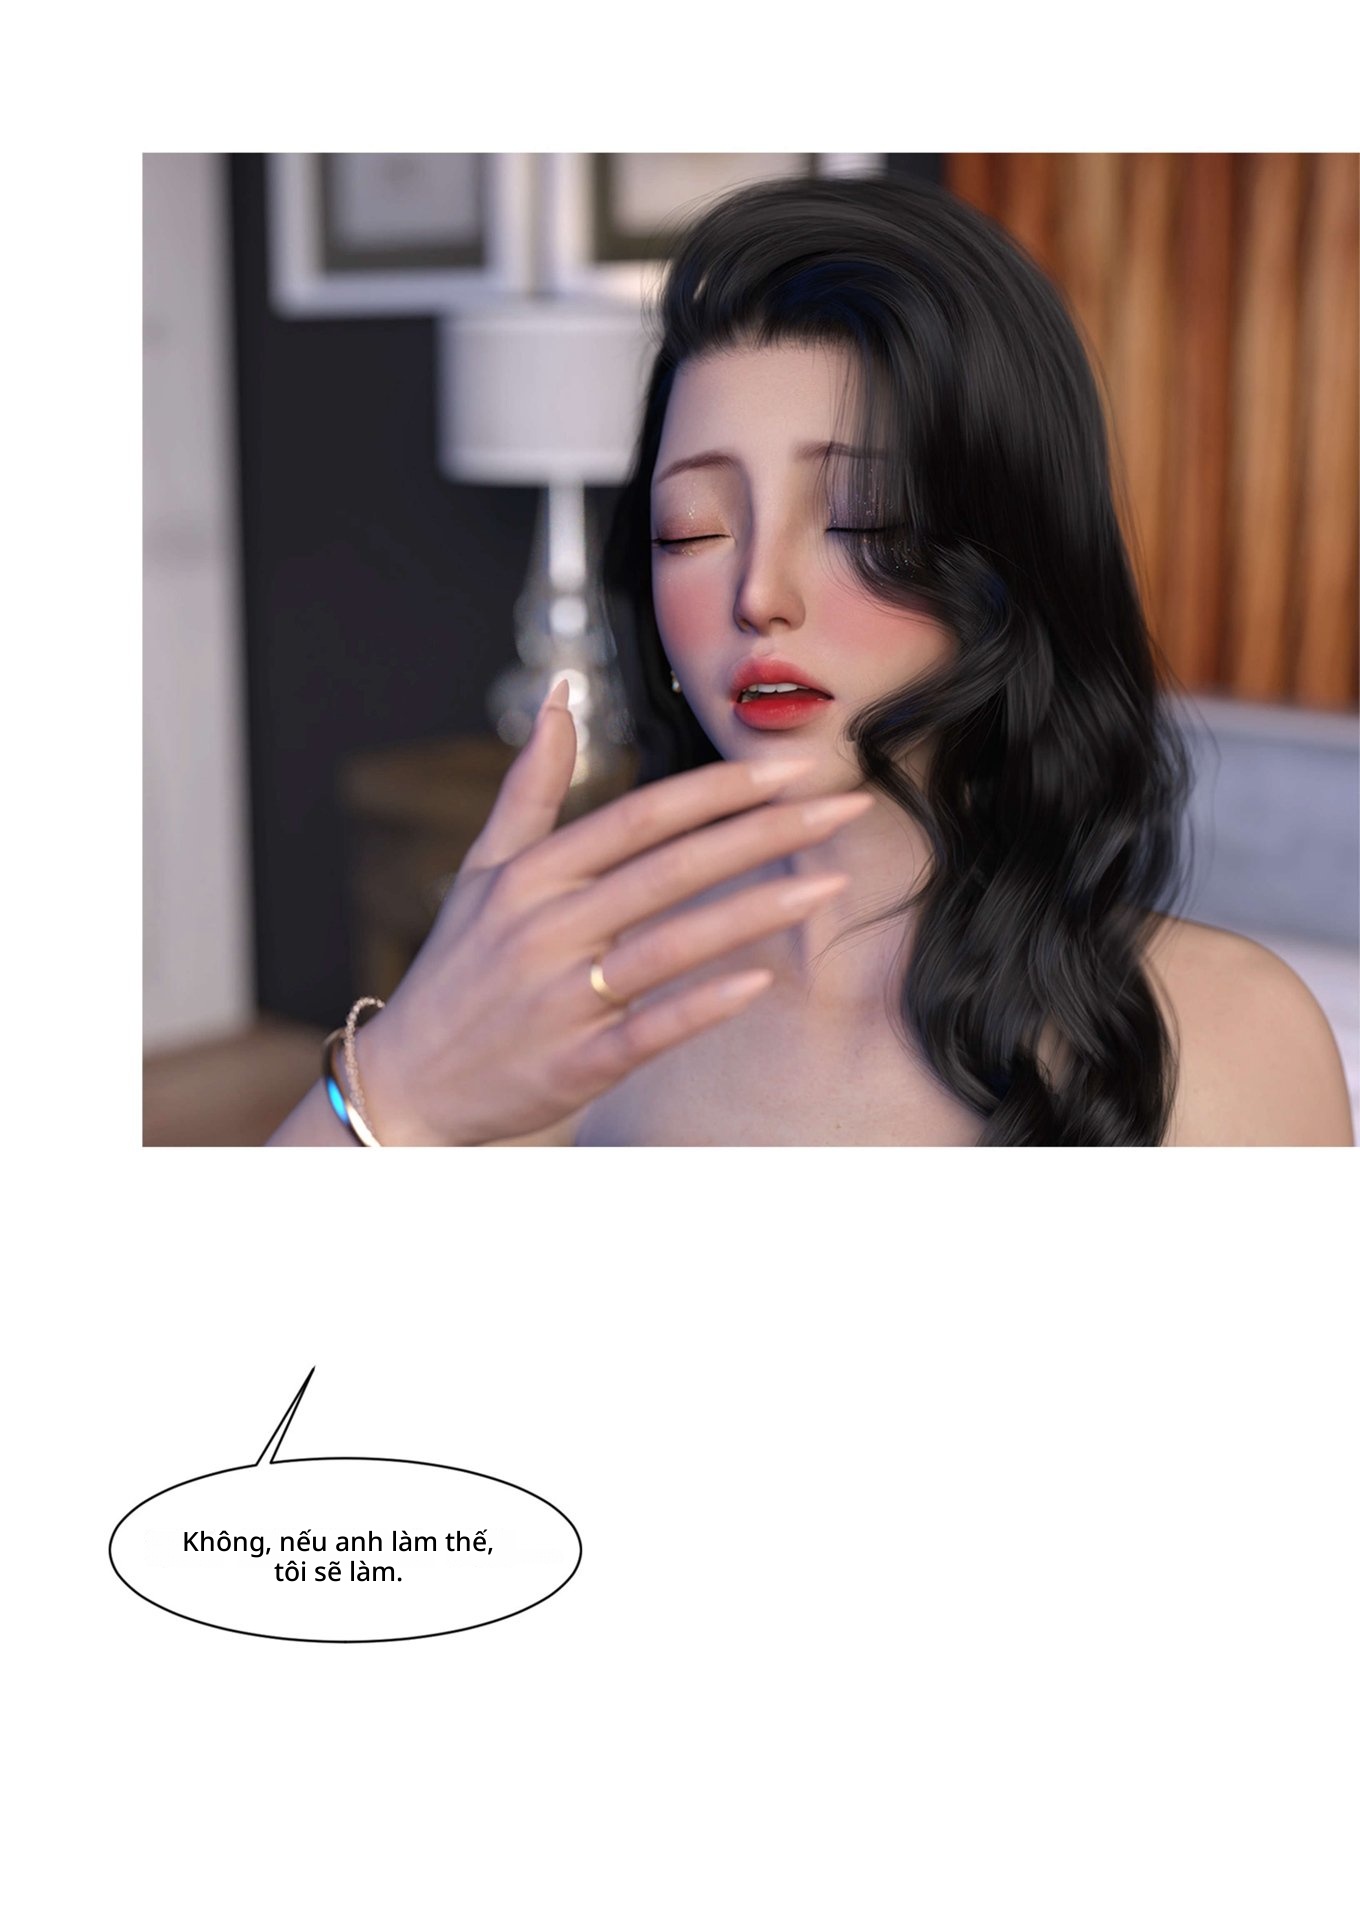 Không, nếu anh làm thế,
tôi sẽ làm.